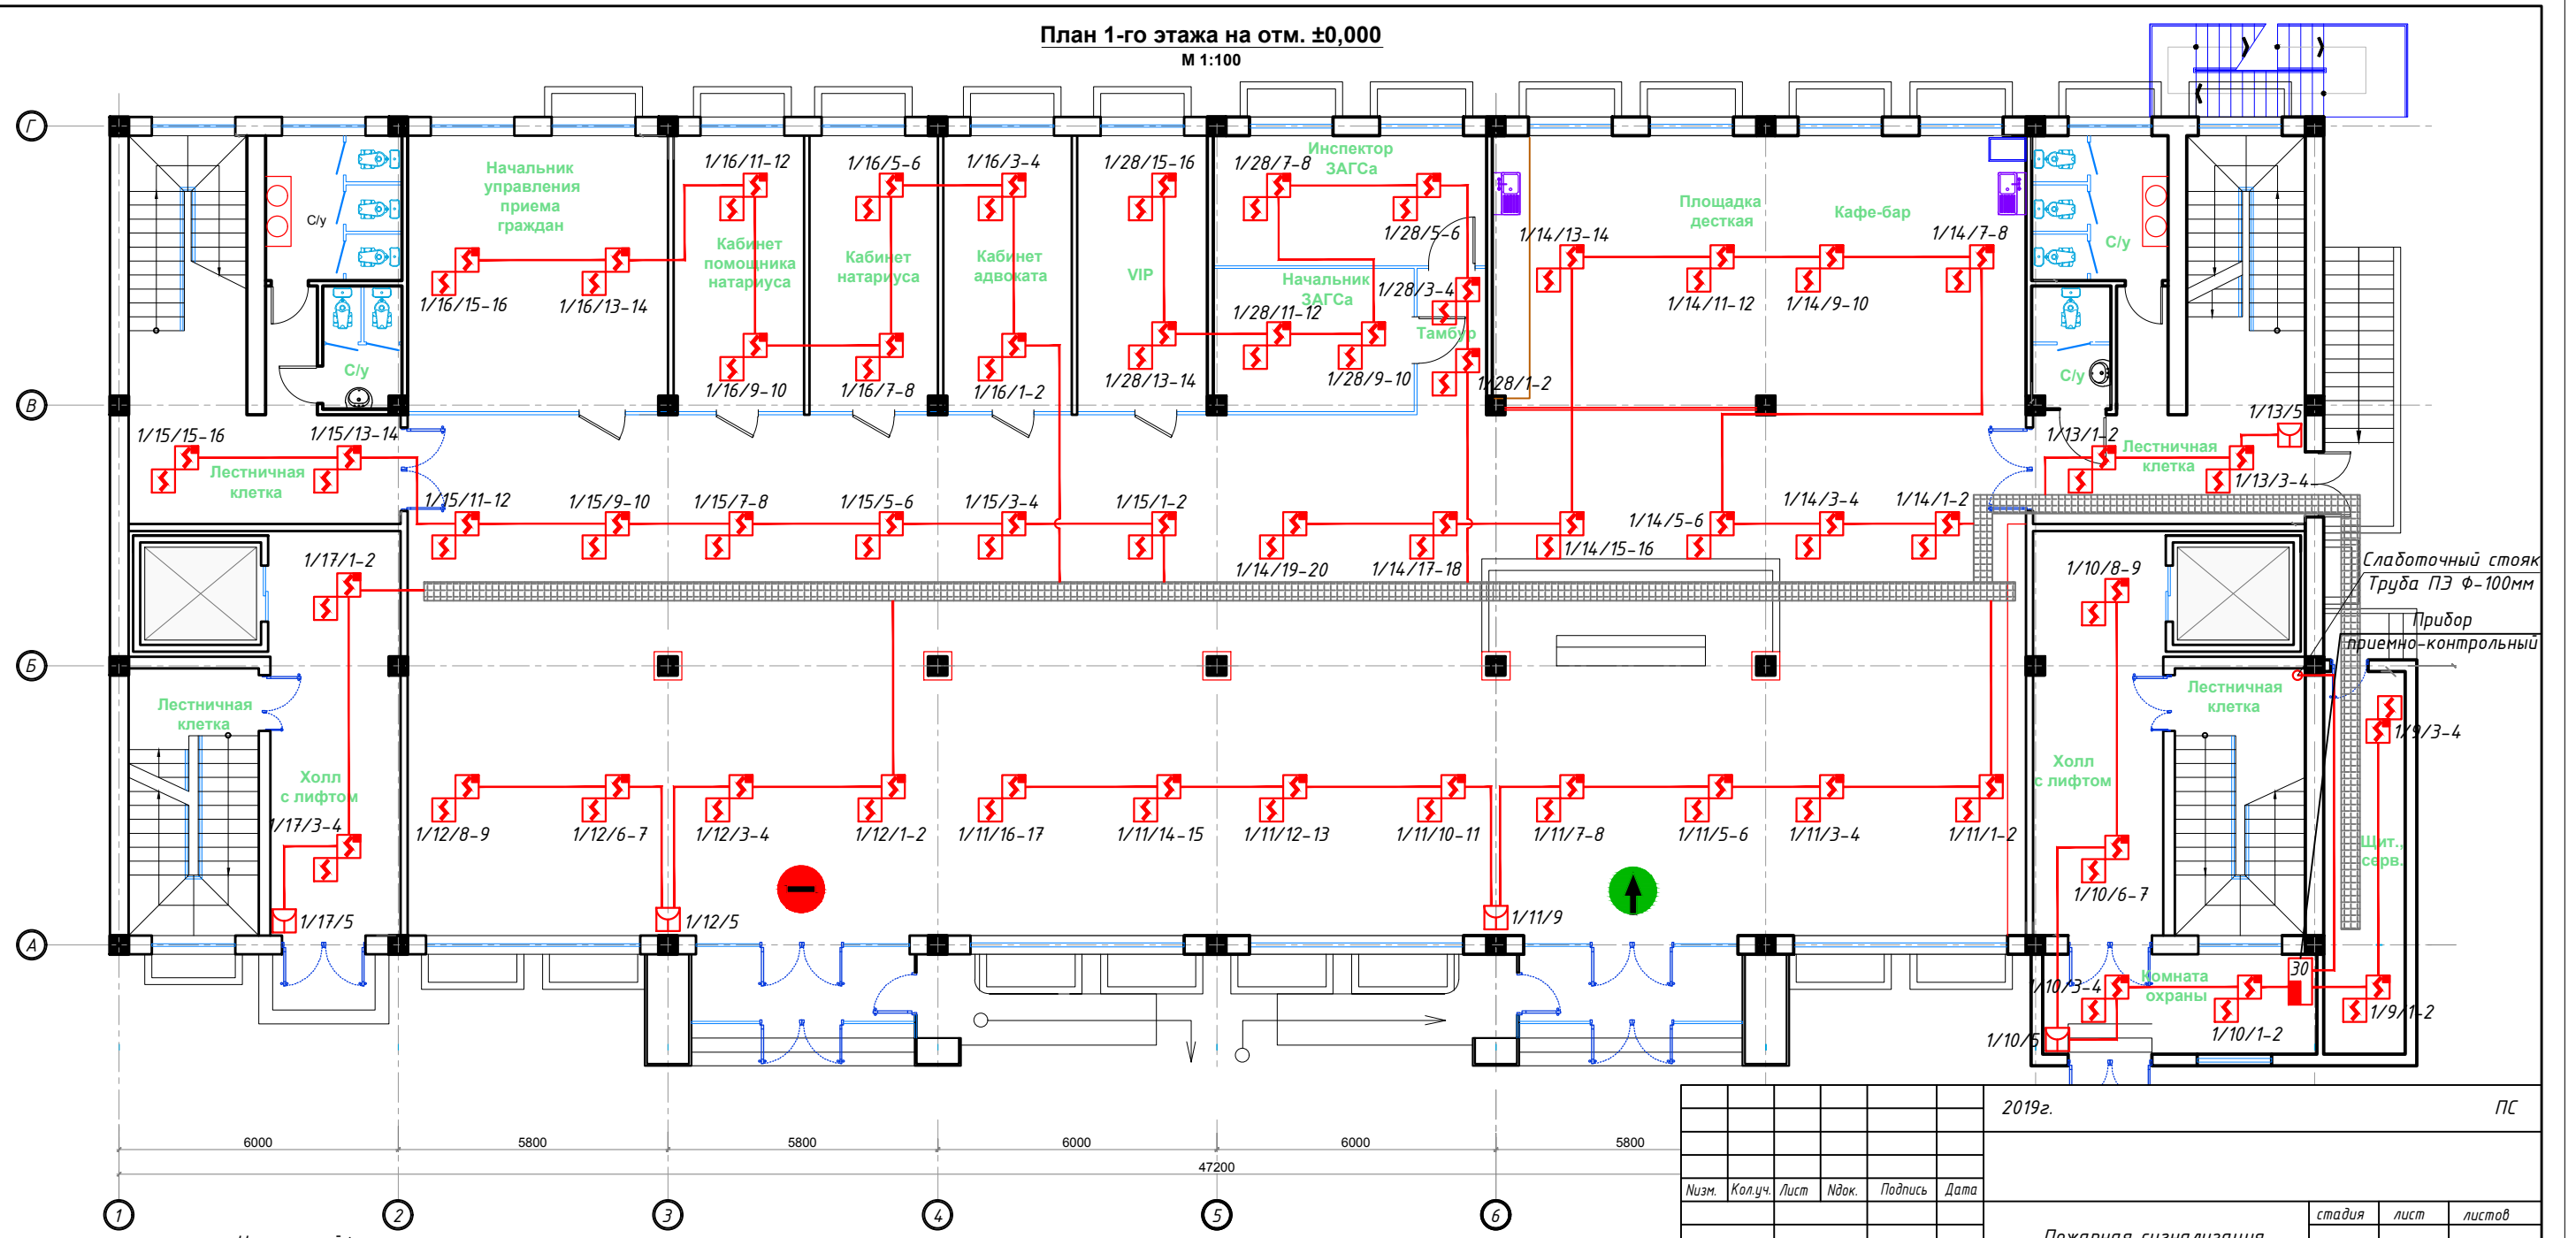 План 1-го этажа на отм. ±0,000
М 1:100
Г
В
Б
А
Начальник
управления
приема
граждан
1/16/11-12
1/16/5-6
1/16/3-4
1/28/15-16
1/28/7-8
Инспектор
ЗАГСа
С/у
Кабинет
помощника
натариуса
Кабинет
натариуса
Кабинет
адвоката
VIP
1/28/5-6
1/14/13-14
Площадка
десткая
Кафе-бар
1/14/7-8
С/у
1/16/15-16
1/16/13-14
Начальник
ЗАГСа
1/28/3-4
1/28/11-12
Тамбур
1/14/11-12
1/14/9-10
С/у
1/16/9-10
1/16/7-8
1/16/1-2
1/28/13-14
1/28/9-10
1/28/1-2
С/у
1/15/15-16
1/15/13-14
Лестничная
клетка
1/13/5
1/13/1-2
Лестничная
клетка
1/13/3-4
1/15/11-12
1/15/9-10
1/15/7-8
1/15/5-6
1/15/3-4
1/15/1-2
1/14/5-6
1/14/3-4
1/14/1-2
1/14/15-16
1/14/19-20
1/14/17-18
1/17/1-2
1/10/8-9
Слаботочный стояк
Труба ПЭ Ф-100мм
Прибор
приемно-контрольный
Лестничная
клетка
Лестничная
клетка
1/9/3-4
Холл
с лифтом
Холл
с лифтом
1/17/3-4
1/12/8-9
1/12/6-7
1/12/3-4
1/12/1-2
1/11/16-17
1/11/14-15
1/11/12-13
1/11/10-11
1/11/7-8
1/11/5-6
1/11/3-4
1/11/1-2
Щит.,
серв.
1/10/6-7
1/17/5
1/12/5
1/11/9
30
1/10/3-4
Комната
охраны
1/9/1-2
1/10/5
1/10/1-2
6000
5800
5800
6000
6000
5800
47200
1
2
3
4
5
6
2019г.
ПС
Nизм.
Кол.уч.
Лист
Nдок.
Подпись
Дата
стадия
лист
листов
Пожарная сигнализация